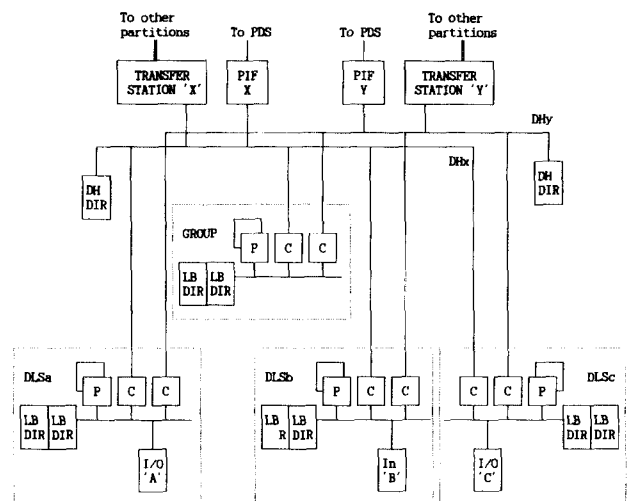 To other
partitions
To PDS
To PDS
To other
partitions
TRANSFER
STATION 'X'
PIF
X
PIF
Y
TRANSFER
STATION 'Y'
DHy
DHx
DH
DIR
DH
DIR
GROUP
P
C
C
LB
DIR
LB
DIR
DLSa
P
C
C
LB
DIR
LB
DIR
I/O
'A'
DLSb
P
C
C
LB
R
LB
DIR
In
'B'
C
C
P
DLSc
LB
DIR
LB
DIR
I/O
'C'